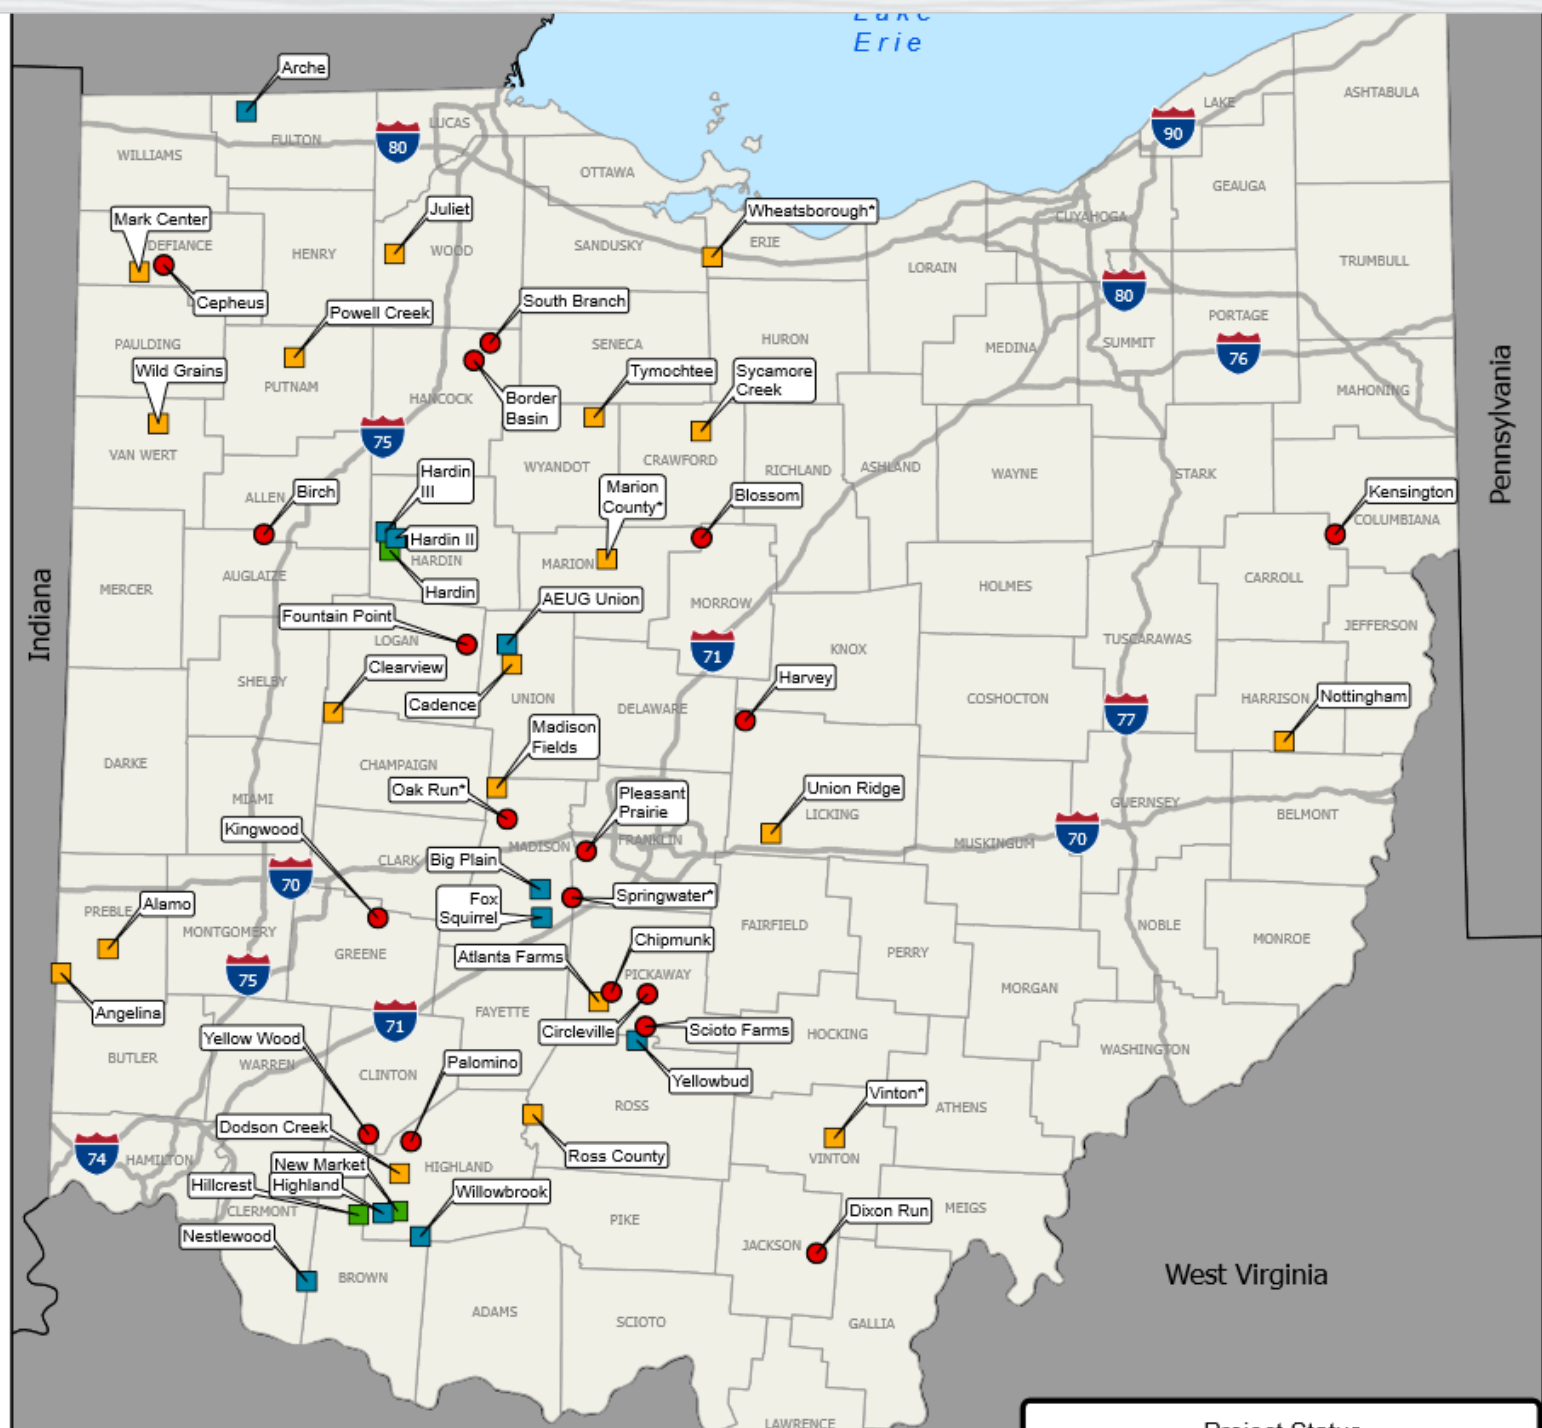 Lake
Erie
Arche
ASHTABULA
LAKE
LUCAS
90
FULTON
80
WILLIAMS
OTTAWA
GEAUGA
Juliet
Wheatsborough*
CUYAHOGA
Mark Center
DEFIANCE
HENRY
WOOD
SANDUSKY
ERIE
LORAIN
TRUMBULL
Cepheus
South Branch
80
Powell Creek
PORTAGE
PAULDING
SENECA
HURON
MEDINA
SUMMIT
76
Wild Grains
PUTNAM
HANCOCK
Border
Basin
Tymochtee
Sycamore
Creek
MAHONING
Pennsylvania
75
VAN WERT
WYANDOT
CRAWFORD
RICHLAND
ASHLAND
WAYNE
STARK
Hardin
III
ALLEN
Birch
Marion
County*
Blossom
Kensington
COLUMBIANA
Hardin II
HARDIN
MARION
AUGLAIZE
MERCER
Hardin
HOLMES
CARROLL
Indiana
AEUG Union
MORROW
Fountain Point
LOGAN
JEFFERSON
TUSCARAWAS
71
KNOX
Clearview
SHELBY
Harvey
Cadence
UNION
DELAWARE
COSHOCTON
77
HARRISON
Nottingham
Madison
Fields
DARKE
CHAMPAIGN
Oak Run*
Pleasant
Prairie
Union Ridge
MIAMI
LICKING
GUERNSEY
BELMONT
Kingwood
FRANKLIN
MADISON
MUSKINGUM
70
CLARK
Big Plain
70
Fox
Squirrel
Springwater*
Alamo
PREBLE
MONTGOMERY
FAIRFIELD
NOBLE
MONROE
Chipmunk
GREENE
Atlanta Farms
PERRY
75
PICKAWAY
MORGAN
Angelina
FAYETTE
71
Circleville
Scioto Farms
HOCKING
Yellow Wood
WASHINGTON
BUTLER
WARREN
CLINTON
Palomino
Yellowbud
Vinton*
ROSS
ATHENS
Dodson Creek
74
HAMILTON
New Market
HIGHLAND
Ross County
VINTON
Hillcrest
Highland
Willowbrook
CLERMONT
PIKE
Dixon Run
MEIGS
Nestlewood
JACKSON
BROWN
West Virginia
ADAMS
SCIOTO
GALLIA
LAWRENCE
Project Status